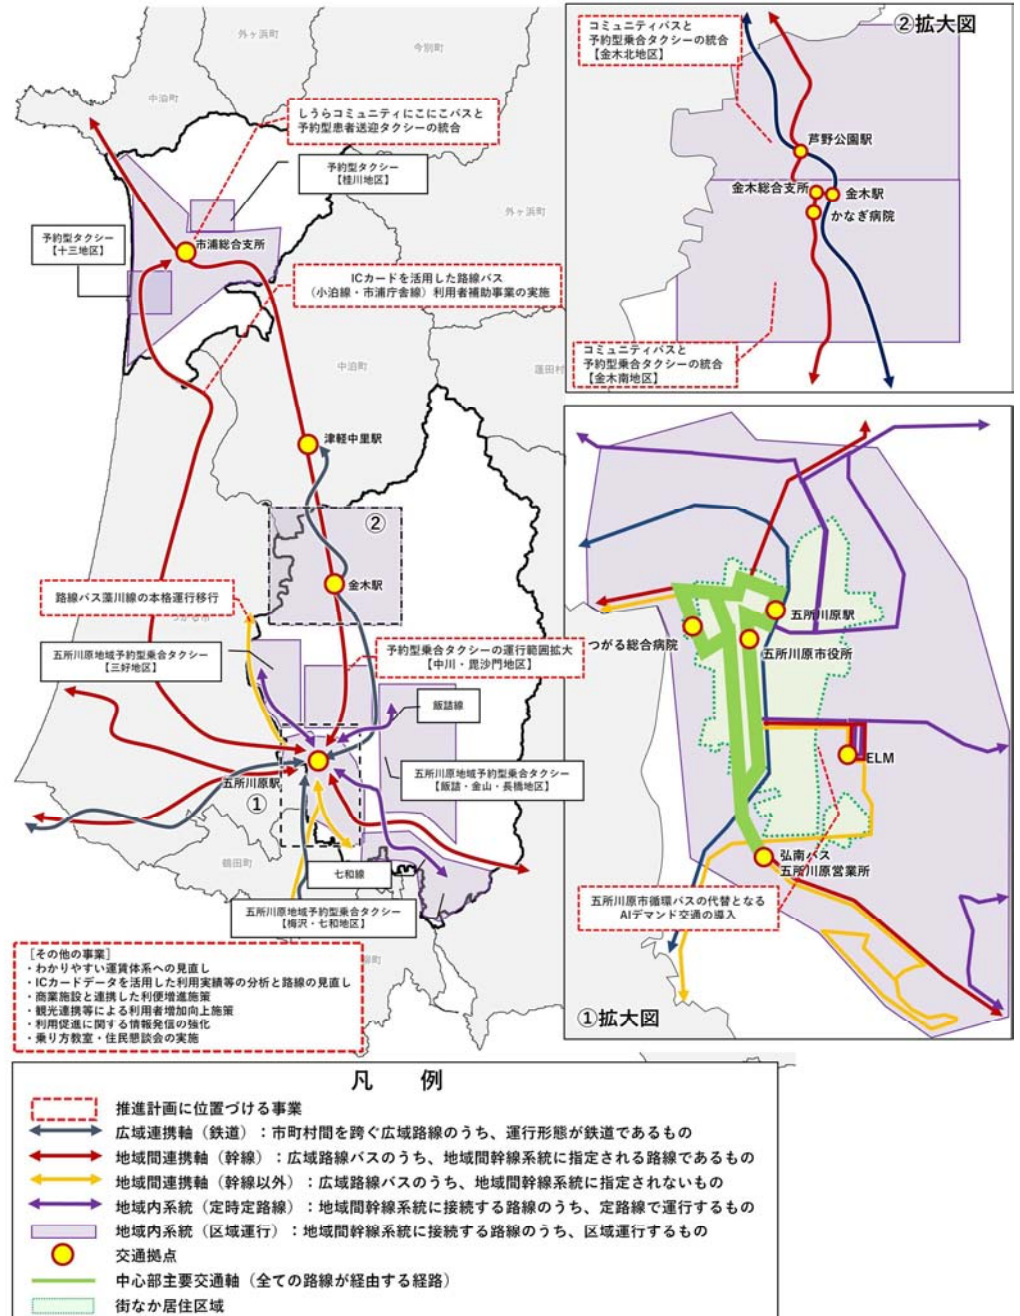 外ヶ浜町
今別町
中泊町
しうらコミュニティにこにこバスと
予約型患者送迎タクシーの統合
予約型タクシー
【桂川地区】
外ヶ浜町
予約型タクシー
【十三地区】
市浦総合支所
ICカードを活用した路線バス
（小泊線・市浦庁舎線）利用者補助事業の実施
中泊町
蓬田村
津軽中里駅
②
金木駅
路線バス藻川線の本格運行移行
つがる市
五所川原地域予約型乗合タクシー
【三好地区】
予約型乗合タクシーの運行範囲拡大
【中川・毘沙門地区】
飯詰線
五所川原駅
①
五所川原地域予約型乗合タクシー
【飯詰・金山・長橋地区】
鶴田町
七和線
五所川原地域予約型乗合タクシー
【梅沢・七和地区】
［その他の事業］
・わかりやすい運賃体系への見直し
・ICカードデータを活用した利用実績等の分析と路線の見直し
・商業施設と連携した利便増進施策
・観光連携等による利用者増加向上施策
・利用促進に関する情報発信の強化
・乗り方教室・住民懇談会の実施
②拡大図
コミュニティバスと
予約型乗合タクシーの統合
【金木北地区】
芦野公園駅
金木総合支所
金木駅
かなぎ病院
コミュニティバスと
予約型乗合タクシーの統合
【金木南地区】
五所川原駅
つがる総合病院
五所川原市役所
ELM
弘南バス
五所川原営業所
五所川原市循環バスの代替となる
AIデマンド交通の導入
①拡大図
凡　例
推進計画に位置づける事業
広域連携軸（鉄道）：市町村間を跨ぐ広域路線のうち、運行形態が鉄道であるもの
地域間連携軸（幹線）：広域路線バスのうち、地域間幹線系統に指定される路線であるもの
地域間連携軸（幹線以外）：広域路線バスのうち、地域間幹線系統に指定されないもの
地域内系統（定時定路線）：地域間幹線系統に接続する路線のうち、定路線で運行するもの
地域内系統（区域運行）：地域間幹線系統に接続する路線のうち、区域運行するもの
交通拠点
中心部主要交通軸（全ての路線が経由する経路）
街なか居住区域